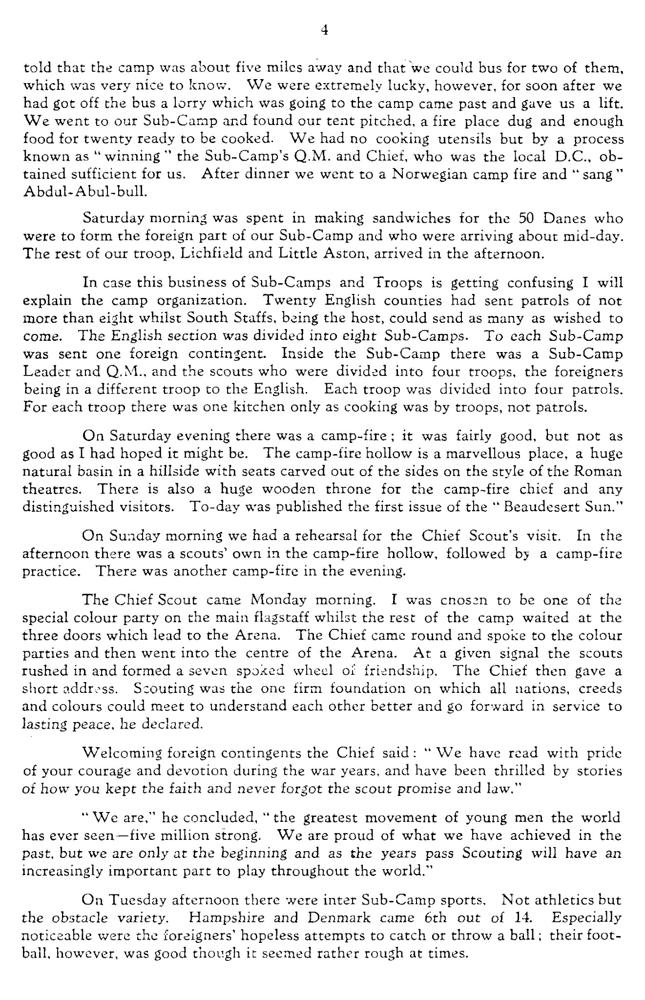 4
told that the camp was about five miles away and that we could bus for two of them,
which was very nice to know. We were extremely lucky, however, for soon after we
had got off the bus a lorry which was going to the camp came past and gave us a lift.
We went to our Sub-Camp and found our tent pitched, a fire place dug and enough
food for twenty ready to be cooked. We had no cooking utensils but by a process
known as “ winning ” the Sub-Camp's Q.M. and Chief, who was the local D.C., ob-
tained sufficient for us. After dinner we went to a Norwegian camp fire and “ sang ”
Abdul-Abul-bull.
Saturday morning was spent in making sandwiches for the 50 Danes who
were to form the foreign part of our Sub-Camp and who were arriving about mid-day.
The rest of our troop, Lichfield and Little Aston, arrived in the afternoon.
In case this business of Sub-Camps and Troops is getting confusing I will
explain the camp organization. Twenty English counties had sent patrols of not
more than eight whilst South Staffs, being the host, could send as many as wished to
come. The English section was divided into eight Sub-Camps. To each Sub-Camp
was sent one foreign contingent. Inside the Sub-Camp there was a Sub-Camp
Leader and Q.M., and the scouts who were divided into four troops, the foreigners
being in a different troop to the English. Each troop was divided into four patrols.
For each troop there was one kitchen only as cooking was by troops, not patrols.
On Saturday evening there was a camp-fire ; it was fairly good, but not as
good as I had hoped it might be. The camp-fire hollow is a marvellous place, a huge
natural basin in a hillside with seats carved out of the sides on the style of the Roman
theatres. There is also a huge wooden throne for the camp-fire chief and any
distinguished visitors. To-day was published the first issue of the “ Beaudesert Sun.”
On Sunday morning we had a rehearsal for the Chief Scout's visit. In the
afternoon there was a scouts' own in the camp-fire hollow, followed by a camp-fire
practice. There was another camp-fire in the evening.
The Chief Scout came Monday morning. I was chosen to be one of the
special colour party on the main flagstaff whilst the rest of the camp waited at the
three doors which lead to the Arena. The Chief came round and spoke to the colour
parties and then went into the centre of the Arena. At a given signal the scouts
rushed in and formed a seven spoked wheel of friendship. The Chief then gave a
short address. Scouting was the one firm foundation on which all nations, creeds
and colours could meet to understand each other better and go forward in service to
lasting peace, he declared.
Welcoming foreign contingents the Chief said : “ We have read with pride
of your courage and devotion during the war years, and have been thrilled by stories
of how you kept the faith and never forgot the scout promise and law.”
“ We are,” he concluded, “ the greatest movement of young men the world
has ever seen—five million strong. We are proud of what we have achieved in the
past, but we are only at the beginning and as the years pass Scouting will have an
increasingly important part to play throughout the world.”
On Tuesday afternoon there were inter Sub-Camp sports. Not athletics but
the obstacle variety. Hampshire and Denmark came 6th out of 14. Especially
noticeable were the foreigners' hopeless attempts to catch or throw a ball ; their foot-
ball, however, was good though it seemed rather rough at times.